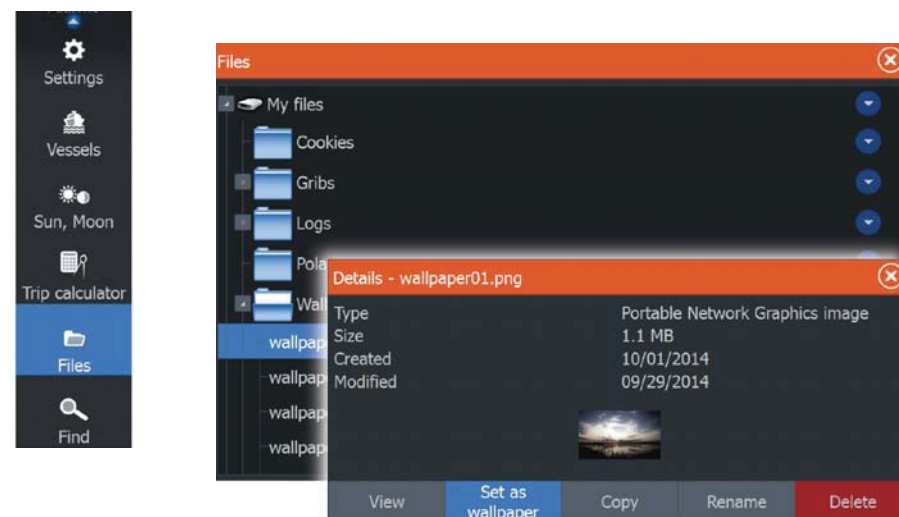 Settings
Vessels
Sun, Moon
Trip calculator
Files
Find
Files
My files
Cookies
Gribs
Logs
Details - wallpaper01.png
Type Portable Network Graphics image
Size 1.1 MB
Created 10/01/2014
Modified 09/29/2014
View Set as wallpaper Copy Rename Delete